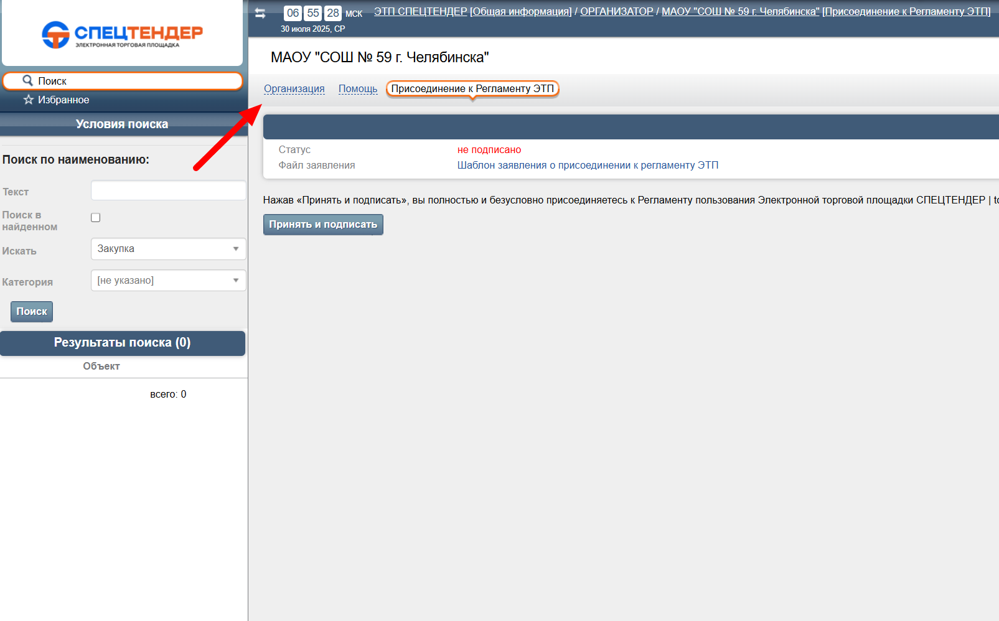 СПЕЦТЕНДЕР
ЭЛЕКТРОННАЯ ТОРГОВАЯ ПЛОЩАДКА
Поиск
Избранное
Условия поиска
Поиск по наименованию:
Текст
Поиск в
найденном
Искать
Закупка
Категория
[не указано]
Поиск
Результаты поиска (0)
Объект
всего: 0
06 55 28 МСК
30 июля 2025, СР
ЭТП СПЕЦТЕНДЕР [Общая информация] / ОРГАНИЗАТОР / МАОУ "СОШ № 59 г. Челябинска" [Присоединение к Регламенту ЭТП]
МАОУ "СОШ № 59 г. Челябинска"
Организация Помощь Присоединение к Регламенту ЭТП
Статус не подписано
Файл заявления Шаблон заявления о присоединении к регламенту ЭТП
Нажав «Принять и подписать», вы полностью и безусловно присоединяетесь к Регламенту пользования Электронной торговой площадки СПЕЦТЕНДЕР |
Принять и подписать